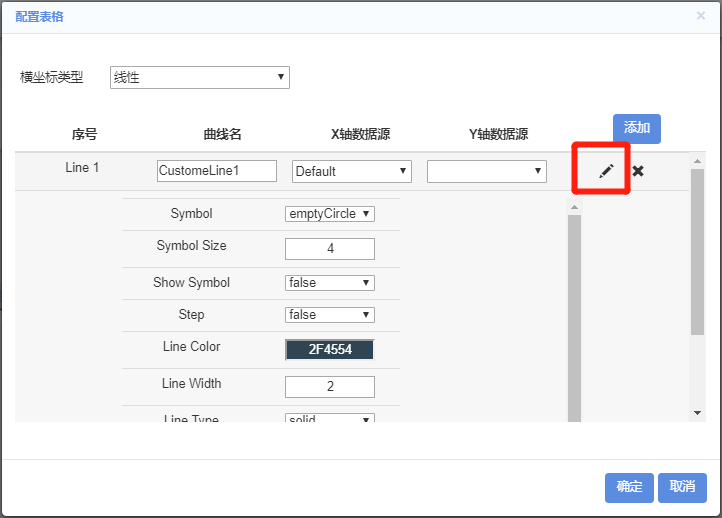 配置表格
横坐标类型 线性
添加
序号 曲线名 X轴数据源 Y轴数据源
Line 1 CustomeLine1 Default
Symbol emptyCircle
Symbol Size 4
Show Symbol false
Step false
Line Color 2F4554
Line Width 2
Line Type solid
确定 取消